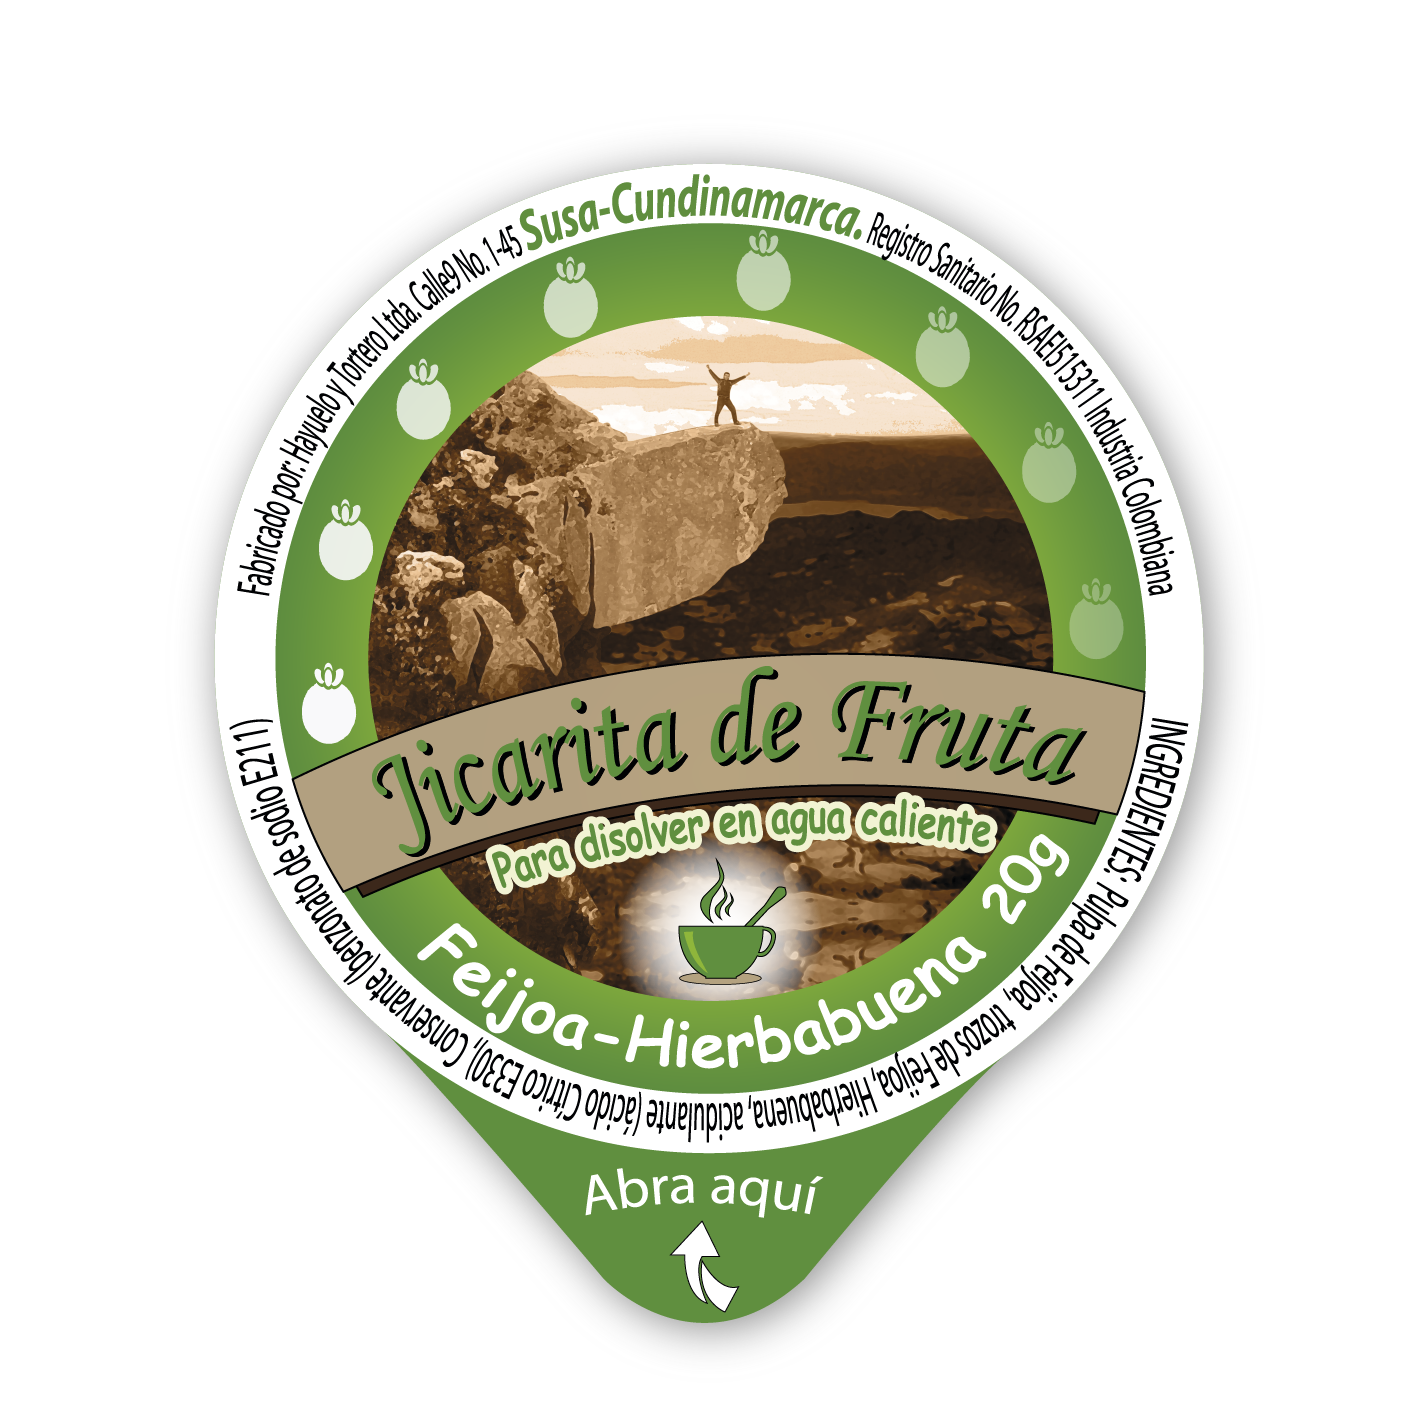 Fabricado por: Hayuelo y Tortero Ltda. Calle9 No. 1-45 Susa-Cundinamarca. Registro Sanitario No. RSAEI515311 Industria Colombiana
Jicarita de Fruta
Para disolver en agua caliente
Feijoa-Hierbabuena 20g
INGREDIENTES: Pulpa de Feijoa, trozos de Feijoa, Hierbabuena, acidulante (ácido Cítrico E330), Conservante (benzonato de sodio E211)
Abra aquí